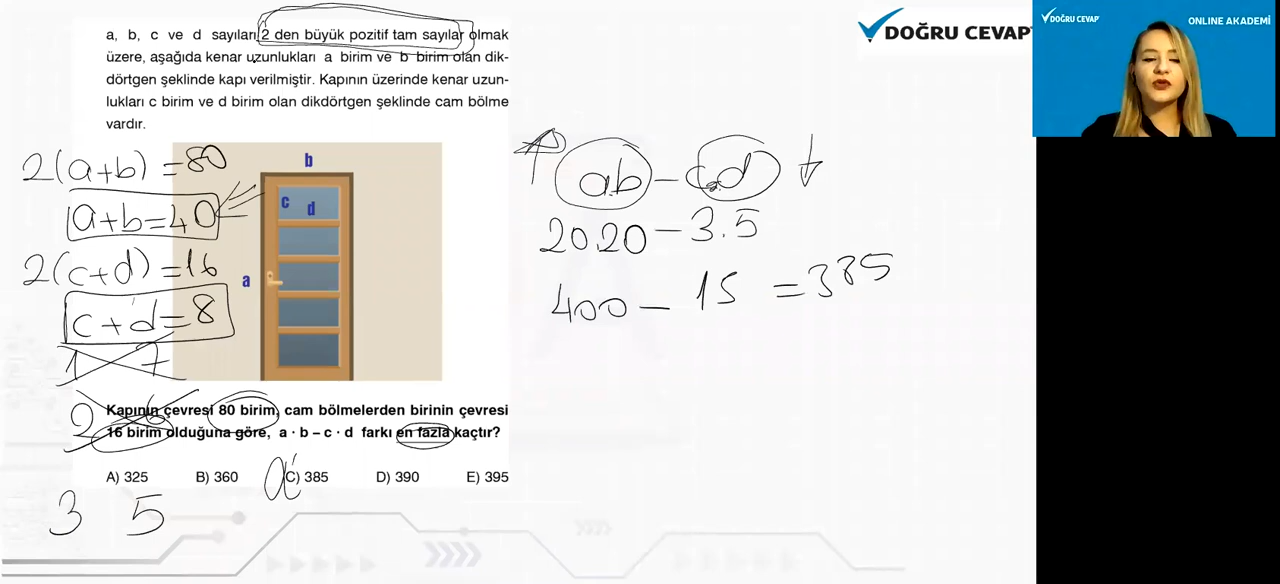 a, b, c ve d sayıları 2 den büyük pozitif tam sayılar olmak
üzere, aşağıda kenar uzunlukları a birim ve b birim olan dik-
dörtgen şeklinde kapı verilmiştir. Kapının üzerinde kenar uzun-
lukları c birim ve d birim olan dikdörtgen şeklinde cam bölme
vardır.
b
c
d
a
2(a+b) = 80
a+b=40
2(c+d) = 16
c+d=8
1 7
2 6
Kapının çevresi 80 birim, cam bölmelerden birinin çevresi
16 birim olduğuna göre, a · b – c · d farkı en fazla kaçtır?
A) 325 B) 360 C) 385 D) 390 E) 395
3 5
a.b – c.d
20.20 – 3.5
400 – 15 = 385
DOĞRU CEVAP
DOĞRU CEVAP
ONLINE AKADEMİ